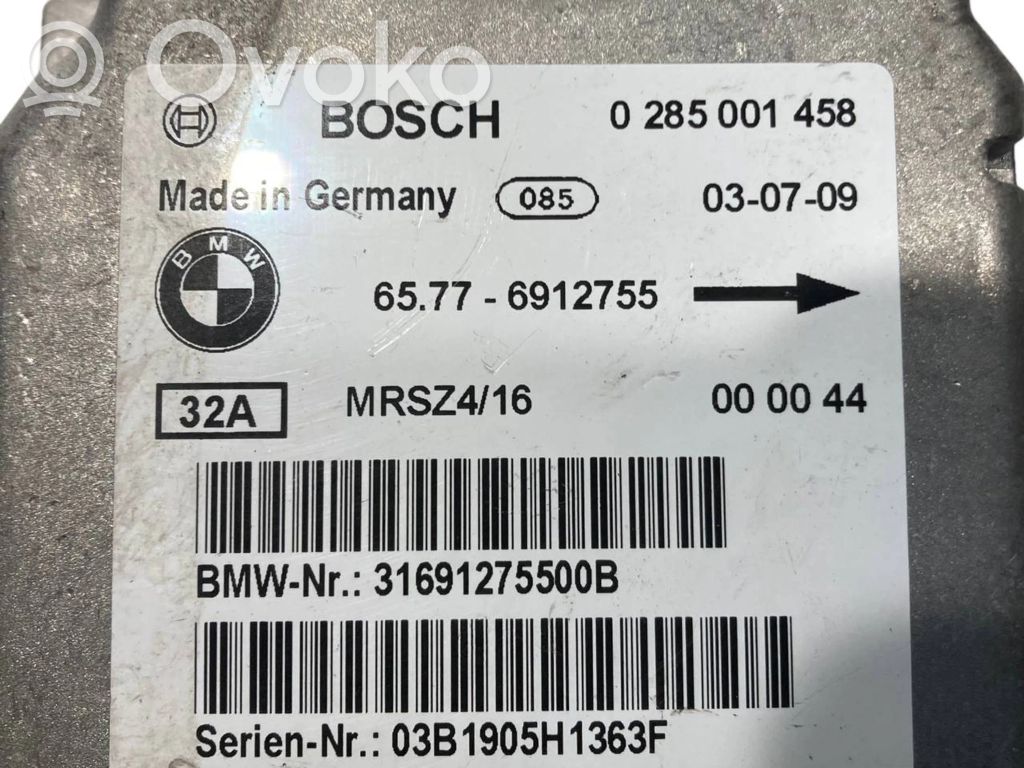 Ovoko
BOSCH 0 285 001 458
Made in Germany 085 03-07-09
BMW
65.77 - 6912755
32A MRSZ4/16 00 00 44
BMW-Nr.: 31691275500B
Serien-Nr.: 03B1905H1363F